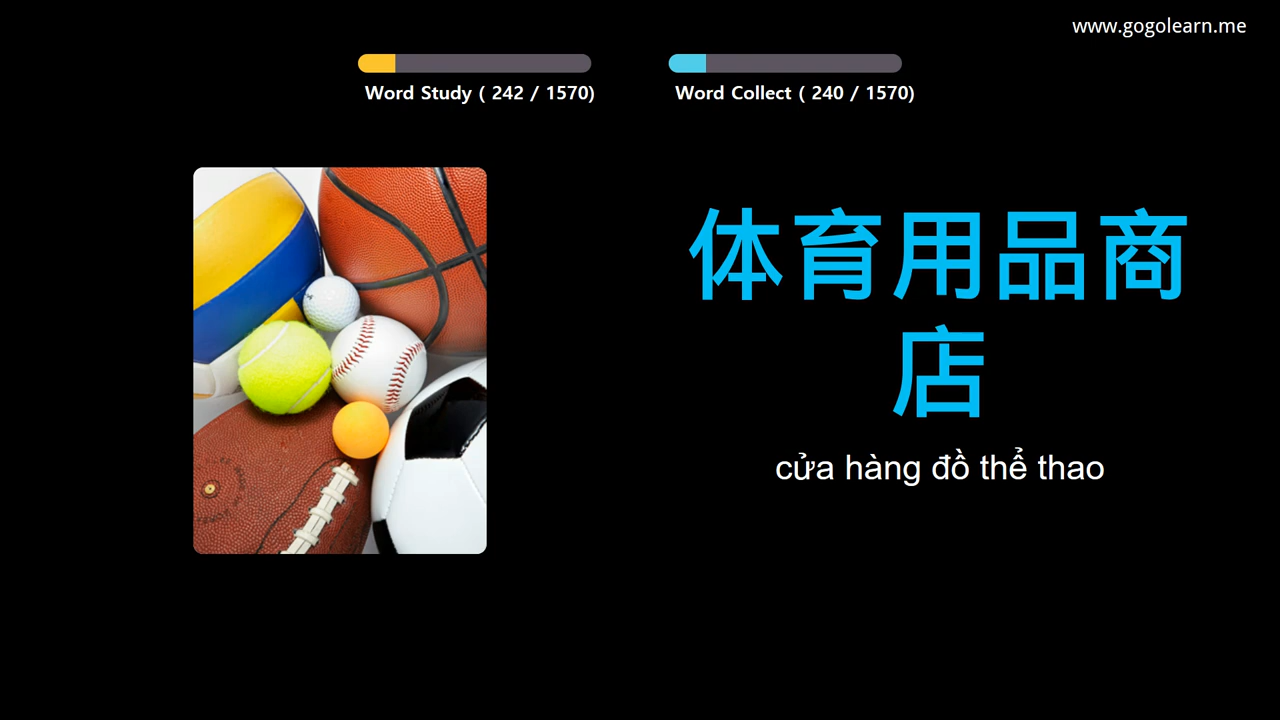 www.gogolearn.me
Word Study ( 242 / 1570)
Word Collect ( 240 / 1570)
体育用品商
店
cửa hàng đồ thể thao